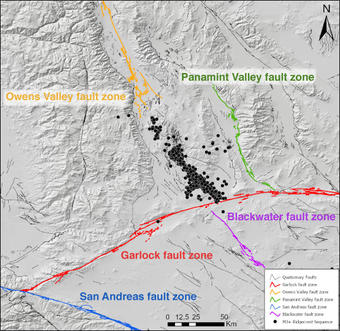 N
Panamint Valley fault zone
Owens Valley fault zone
Blackwater fault zone
Garlock fault zone
San Andreas fault zone
0 12.5 25 50
Km
Quaternary Faults
Garlock fault zone
Owens Valley fault zone
Panamint Valley fault zone
San Andreas fault zone
Blackwater fault zone
Ridgecrest Sequence